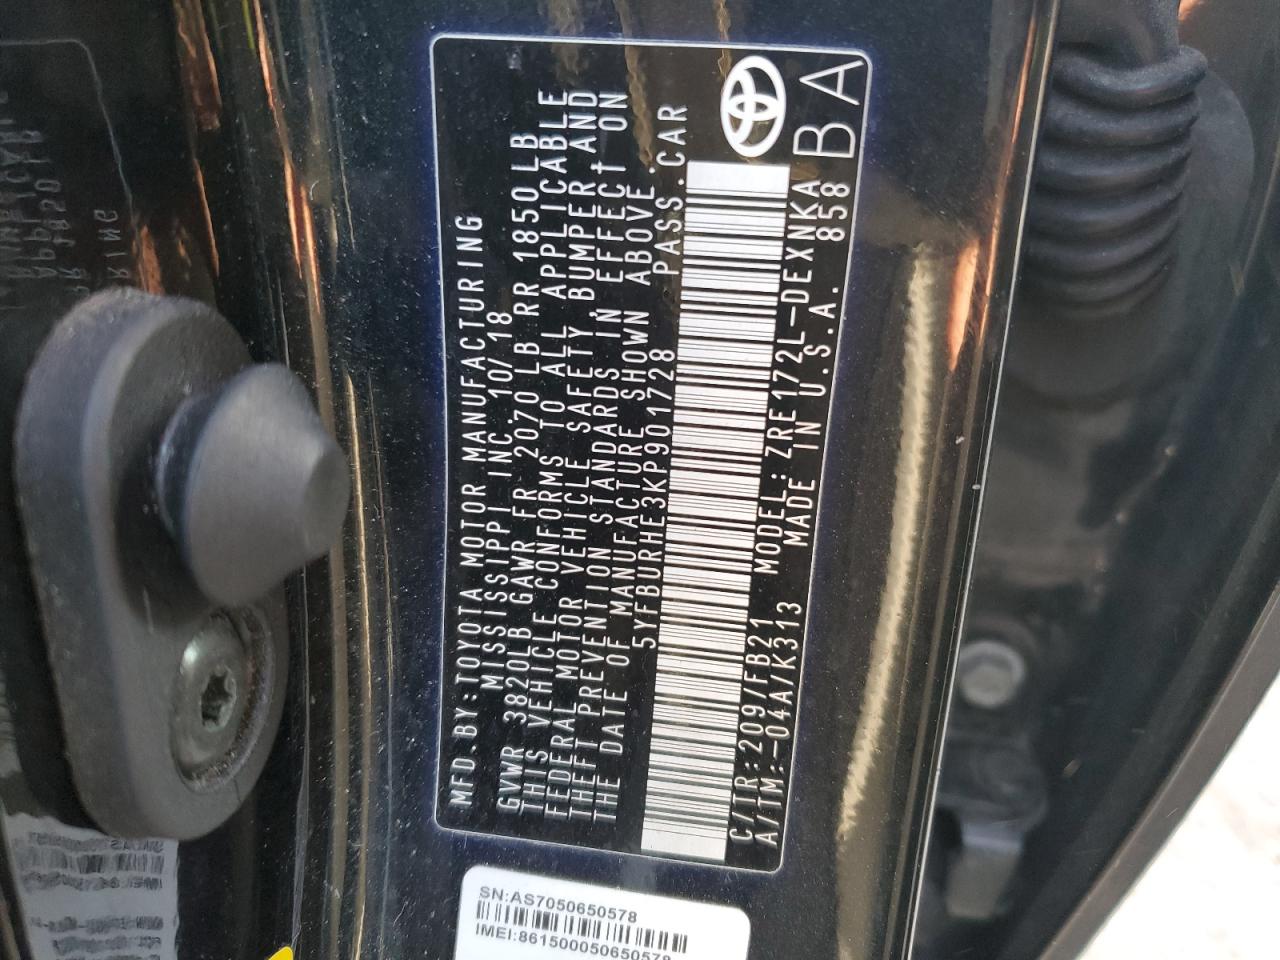 MFD.BY:TOYOTA MOTOR MANUFACTURING
MISSISSIPPI INC. 10/18
GVWR 3820LB GAWR FR 2070LB RR 1850LB
THIS VEHICLE CONFORMS TO ALL APPLICABLE
FEDERAL MOTOR VEHICLE SAFETY, BUMPER, AND
THEFT PREVENTION STANDARDS IN EFFECT ON
THE DATE OF MANUFACTURE SHOWN ABOVE.
5YFBURHE3KP901728 PASS.CAR
C/TR:209/FB21 MODEL:ZRE172L-DEXNKA
A/TM:-04A/K313 MADE IN U.S.A. 858
BA
SN:AS7050650578
IMEI:861500050650578